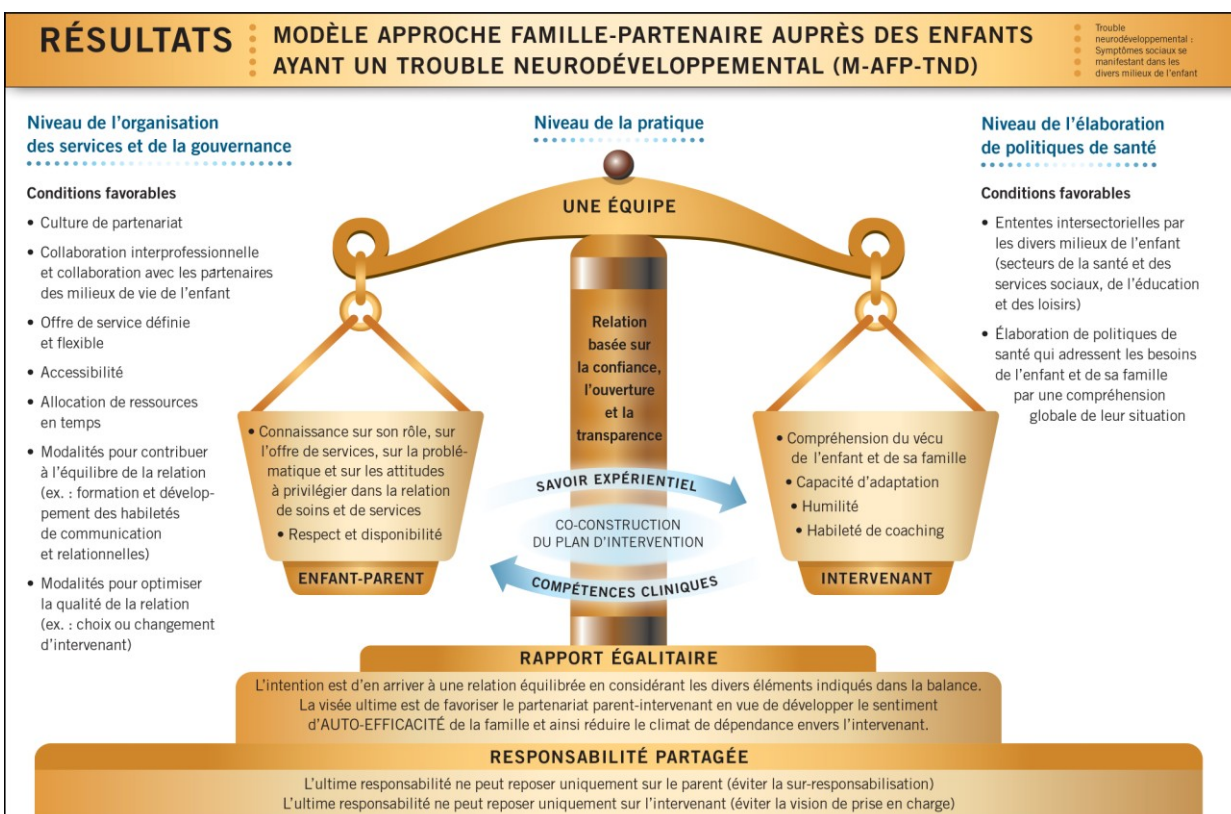 RÉSULTATS
MODÈLE APPROCHE FAMILLE-PARTENAIRE AUPRÈS DES ENFANTS
AYANT UN TROUBLE NEURODÉVELOPPEMENTAL (M-AFP-TND)
Trouble
neurodéveloppemental :
Symptômes sociaux se
manifestant dans les
divers milieux de l'enfant
Niveau de l'organisation
des services et de la gouvernance
Conditions favorables
• Culture de partenariat
• Collaboration interprofessionnelle
et collaboration avec les partenaires
des milieux de vie de l'enfant
• Offre de service définie
et flexible
• Accessibilité
• Allocation de ressources
en temps
• Modalités pour contribuer
à l'équilibre de la relation
(ex. : formation et dévelop-
pement des habiletés
de communication
et relationnelles)
• Modalités pour optimiser
la qualité de la relation
(ex. : choix ou changement
d'intervenant)
Niveau de la pratique
UNE ÉQUIPE
Relation
basée sur
la confiance,
l'ouverture
et la
transparence
• Connaissance sur son rôle, sur
l'offre de services, sur la problé-
matique et sur les attitudes
à privilégier dans la relation
de soins et de services
• Respect et disponibilité
ENFANT-PARENT
SAVOIR EXPÉRIENTIEL
CO-CONSTRUCTION
DU PLAN D'INTERVENTION
COMPÉTENCES CLINIQUES
• Compréhension du vécu
de l'enfant et de sa famille
• Capacité d'adaptation
• Humilité
• Habileté de coaching
INTERVENANT
Niveau de l'élaboration
de politiques de santé
Conditions favorables
• Ententes intersectorielles par
les divers milieux de l'enfant
(secteurs de la santé et des
services sociaux, de l'éducation
et des loisirs)
• Élaboration de politiques de
santé qui adressent les besoins
de l'enfant et de sa famille
par une compréhension
globale de leur situation
RAPPORT ÉGALITAIRE
L'intention est d'en arriver à une relation équilibrée en considérant les divers éléments indiqués dans la balance.
La visée ultime est de favoriser le partenariat parent-intervenant en vue de développer le sentiment
d'AUTO-EFFICACITÉ de la famille et ainsi réduire le climat de dépendance envers l'intervenant.
RESPONSABILITÉ PARTAGÉE
L'ultime responsabilité ne peut reposer uniquement sur le parent (éviter la sur-responsabilisation)
L'ultime responsabilité ne peut reposer uniquement sur l'intervenant (éviter la vision de prise en charge)